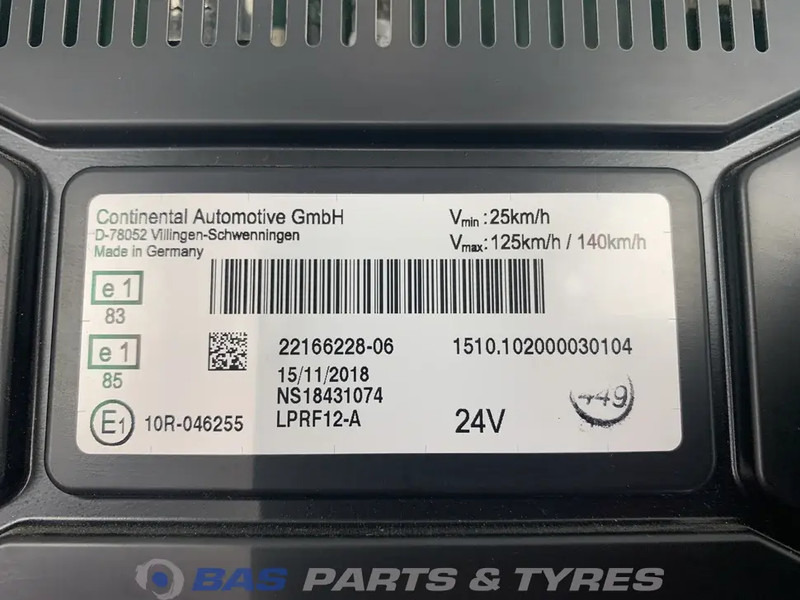 Continental Automotive GmbH
D-78052 Villingen-Schwenningen
Made in Germany
Vmin :25km/h
Vmax:125km/h / 140km/h
e 1
83
e 1
85
E1 10R-046255
22166228-06
15/11/2018
NS18431074
LPRF12-A
1510.102000030104
24V
449
BAS PARTS & TYRES